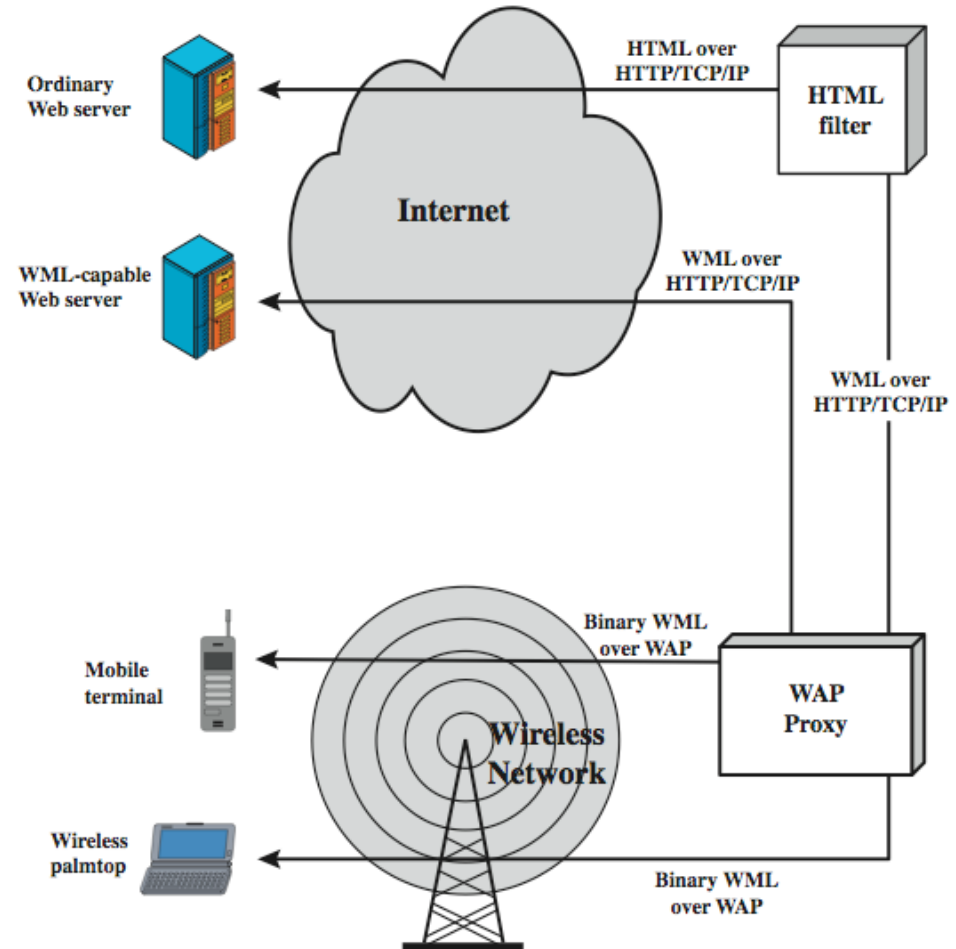 HTML over
HTTP/TCP/IP
Ordinary
Web server
HTML
filter
Internet
WML-capable
Web server
WML over
HTTP/TCP/IP
WML over
HTTP/TCP/IP
Binary WML
over WAP
Mobile
terminal
WAP
Proxy
Wireless
Network
Wireless
palmtop
Binary WML
over WAP